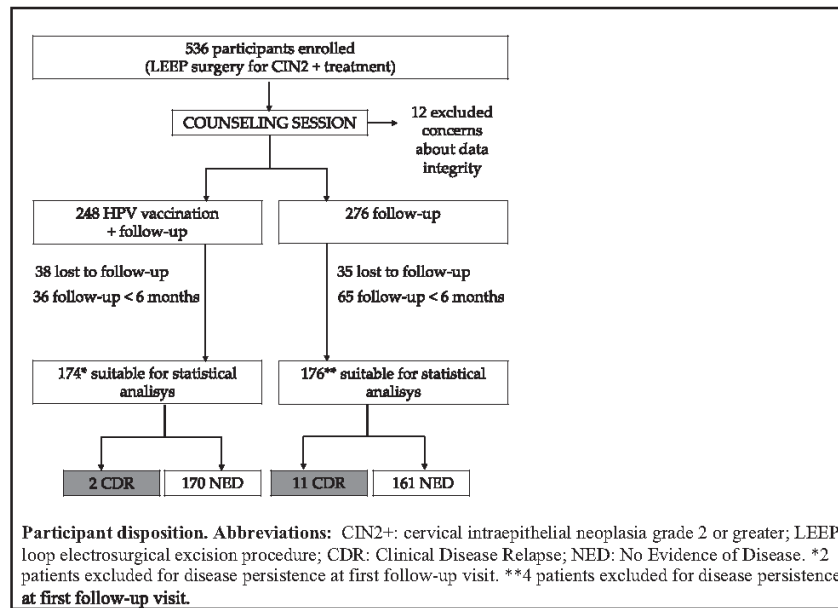 536 participants enrolled
(LEEP surgery for CIN2 + treatment)
COUNSELING SESSION
12 excluded
concerns
about data
integrity
248 HPV vaccination
+ follow-up
276 follow-up
38 lost to follow-up
36 follow-up < 6 months
35 lost to follow-up
65 follow-up < 6 months
174* suitable for statistical
analisys
176** suitable for statistical
analisys
2 CDR
170 NED
11 CDR
161 NED
Participant disposition. Abbreviations: CIN2+: cervical intraepithelial neoplasia grade 2 or greater; LEEP
loop electrosurgical excision procedure; CDR: Clinical Disease Relapse; NED: No Evidence of Disease. *2
patients excluded for disease persistence at first follow-up visit. **4 patients excluded for disease persistence
at first follow-up visit.